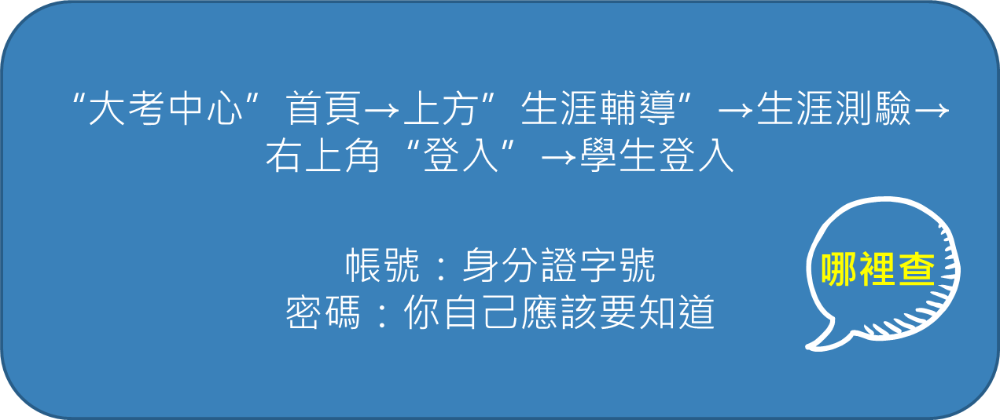 “大考中心”首頁→上方”生涯輔導”→生涯測驗→
右上角“登入”→學生登入
帳號：身分證字號
密碼：你自己應該要知道
哪裡查